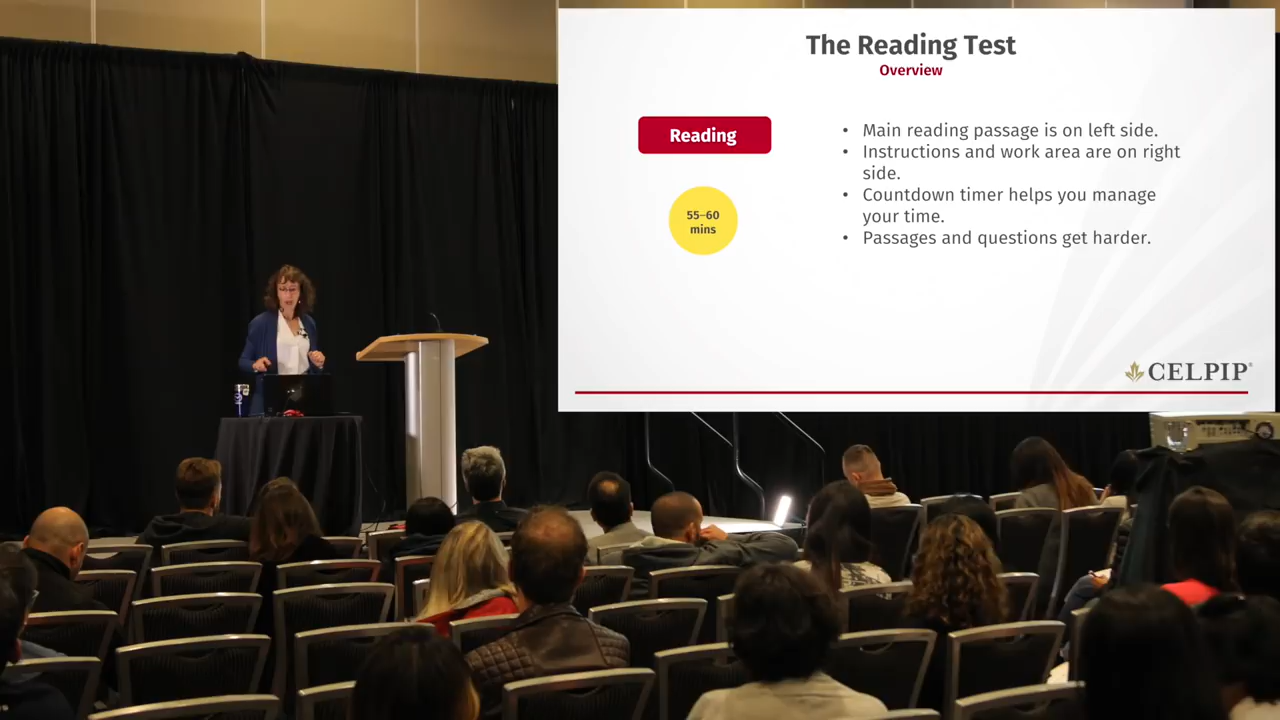 The Reading Test
Overview
Reading
55–60
mins
• Main reading passage is on left side.
• Instructions and work area are on right
side.
• Countdown timer helps you manage
your time.
• Passages and questions get harder.
CELPIP®